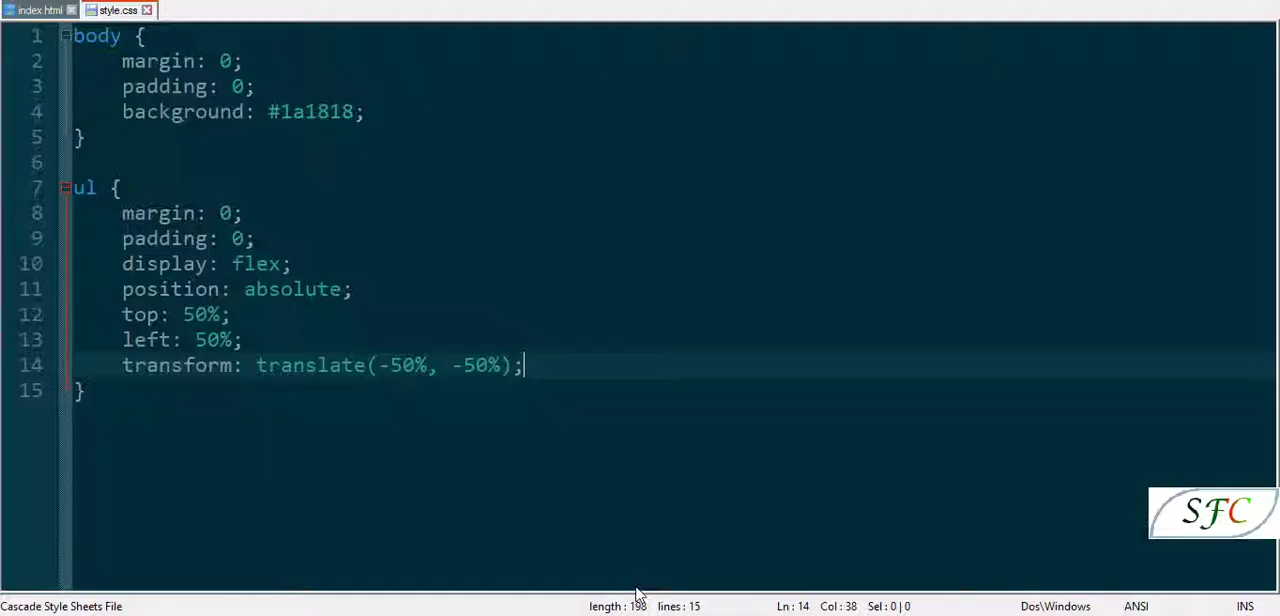 index.html
style.css
1 body {
2 margin: 0;
3 padding: 0;
4 background: #1a1818;
5 }
6
7 ul {
8 margin: 0;
9 padding: 0;
10 display: flex;
11 position: absolute;
12 top: 50%;
13 left: 50%;
14 transform: translate(-50%, -50%);
15 }
SFC
Cascade Style Sheets File length : 198 lines : 15 Ln : 14 Col : 38 Sel : 0 | 0 Dos\Windows ANSI INS